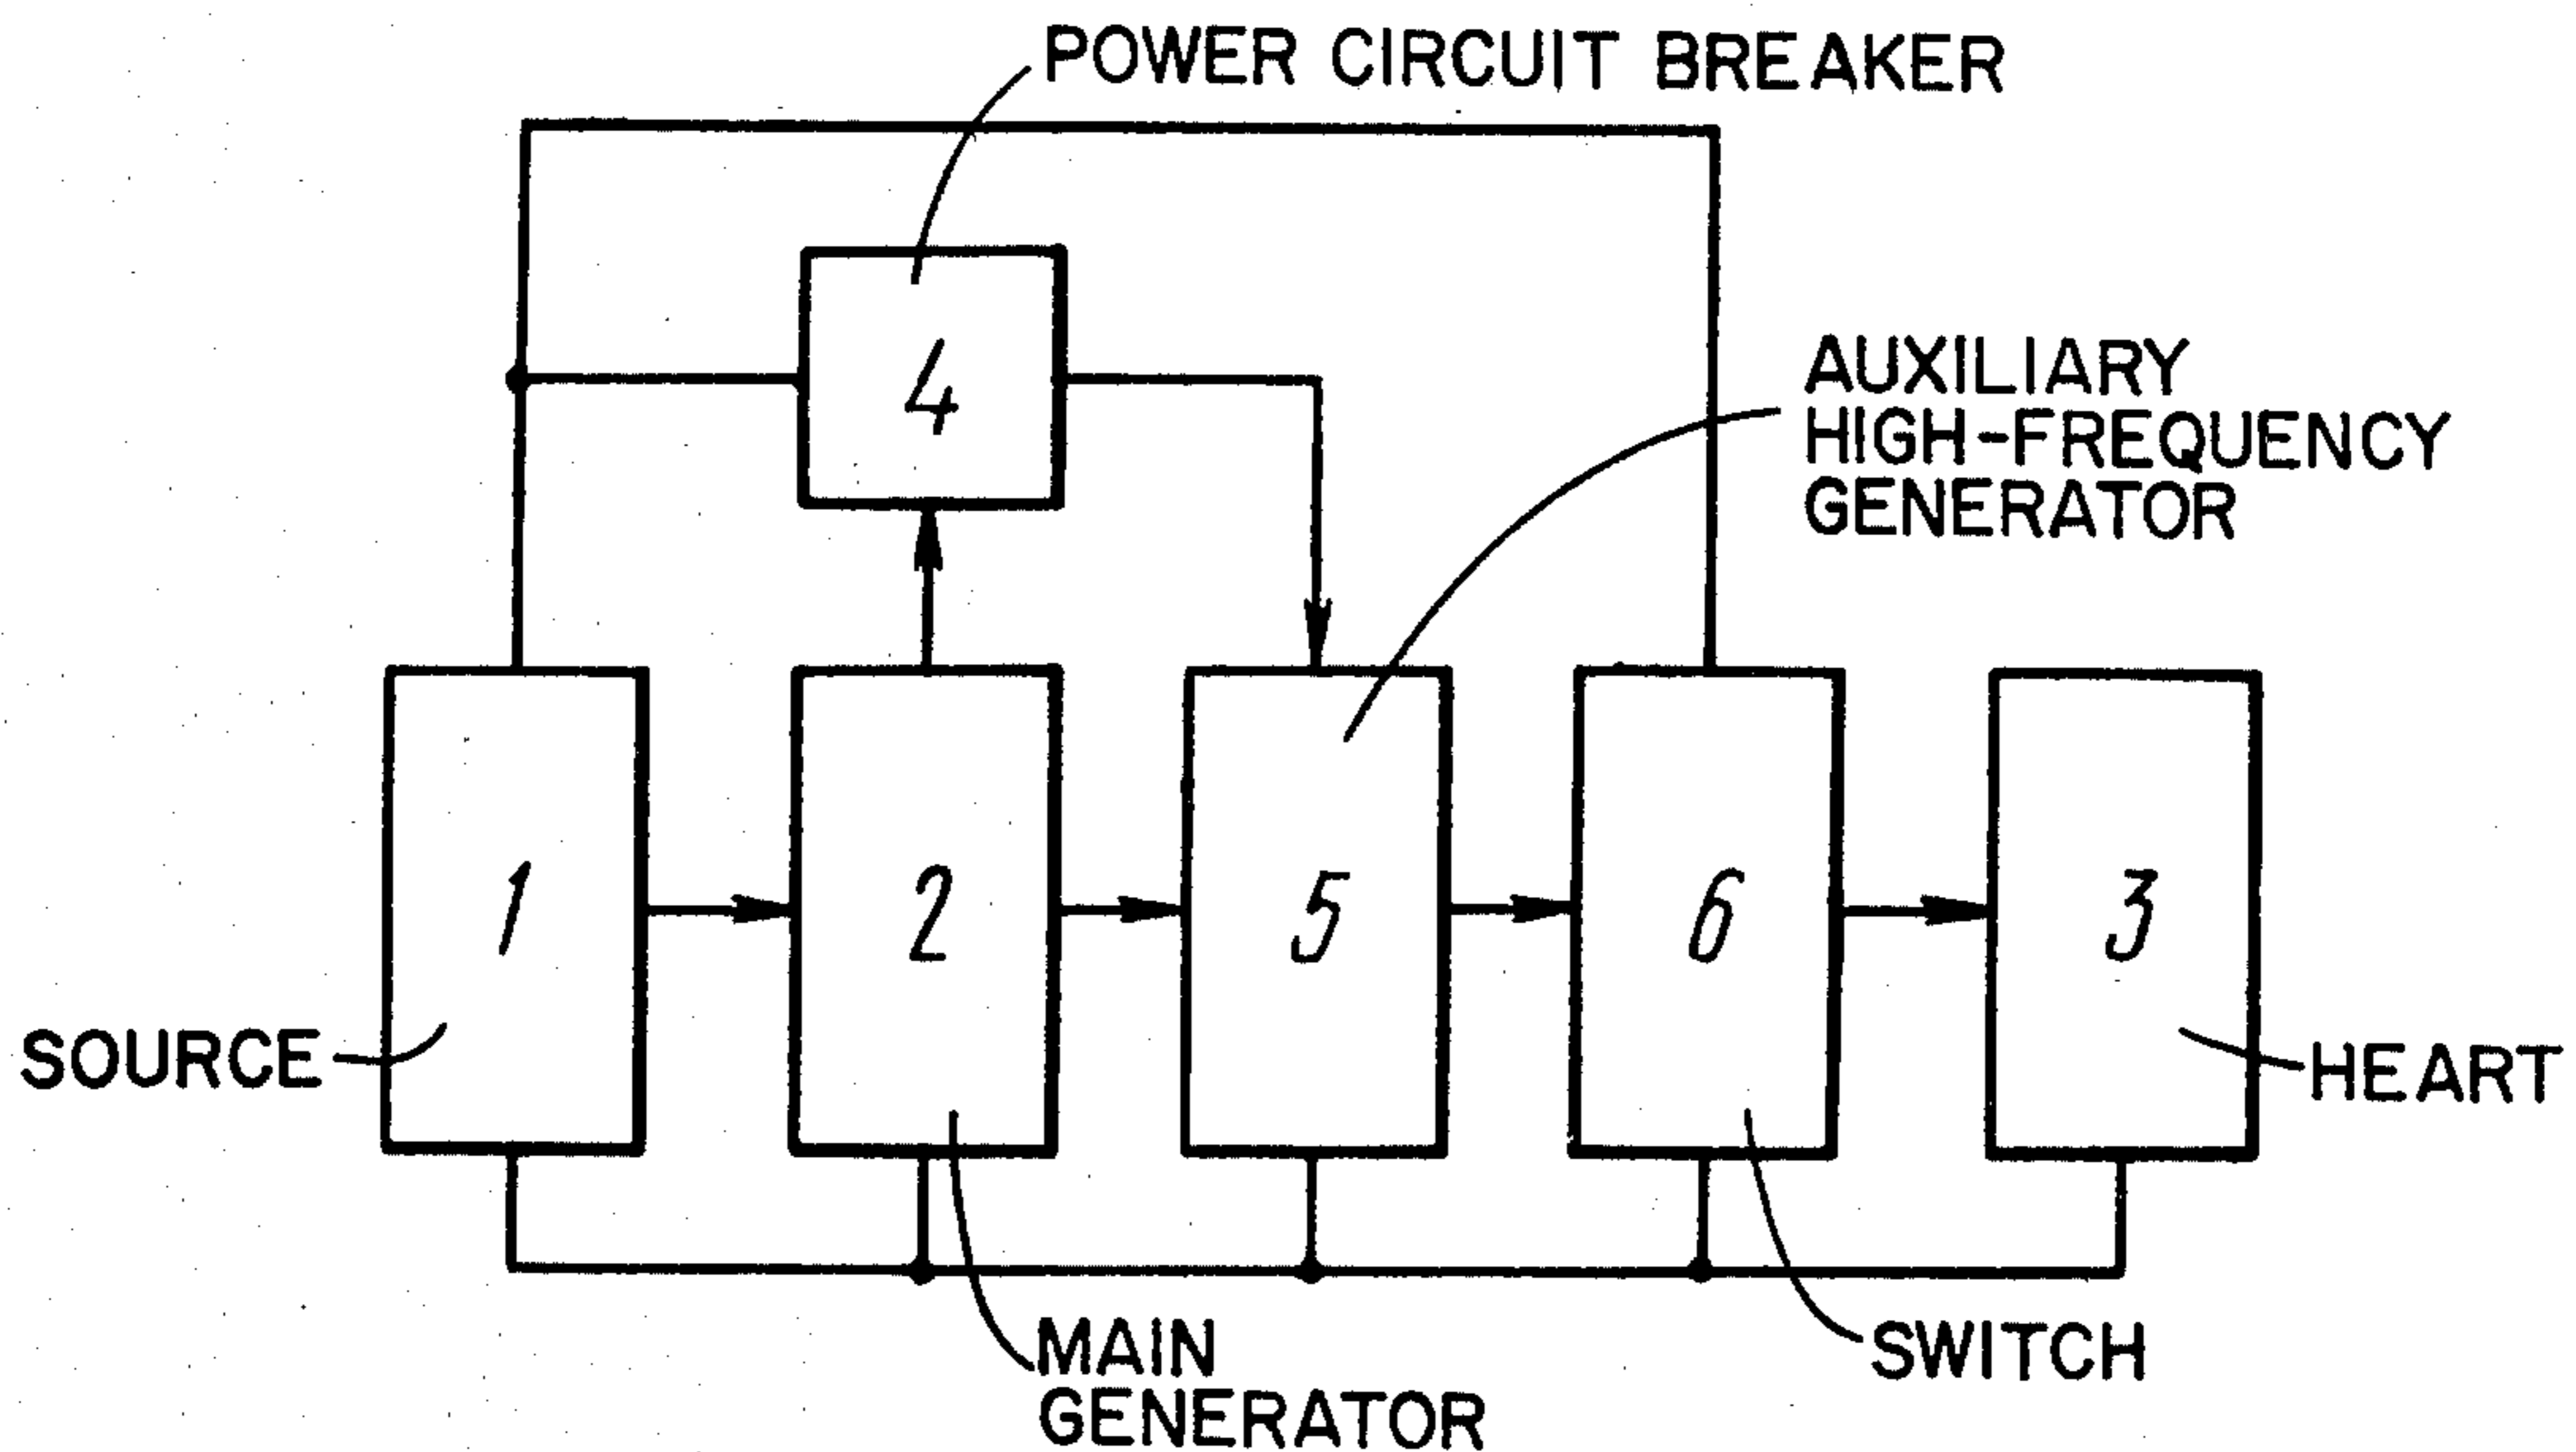 POWER CIRCUIT BREAKER
4
AUXILIARY
HIGH-FREQUENCY
GENERATOR
1
2
5
6
3
SOURCE
HEART
MAIN
GENERATOR
SWITCH